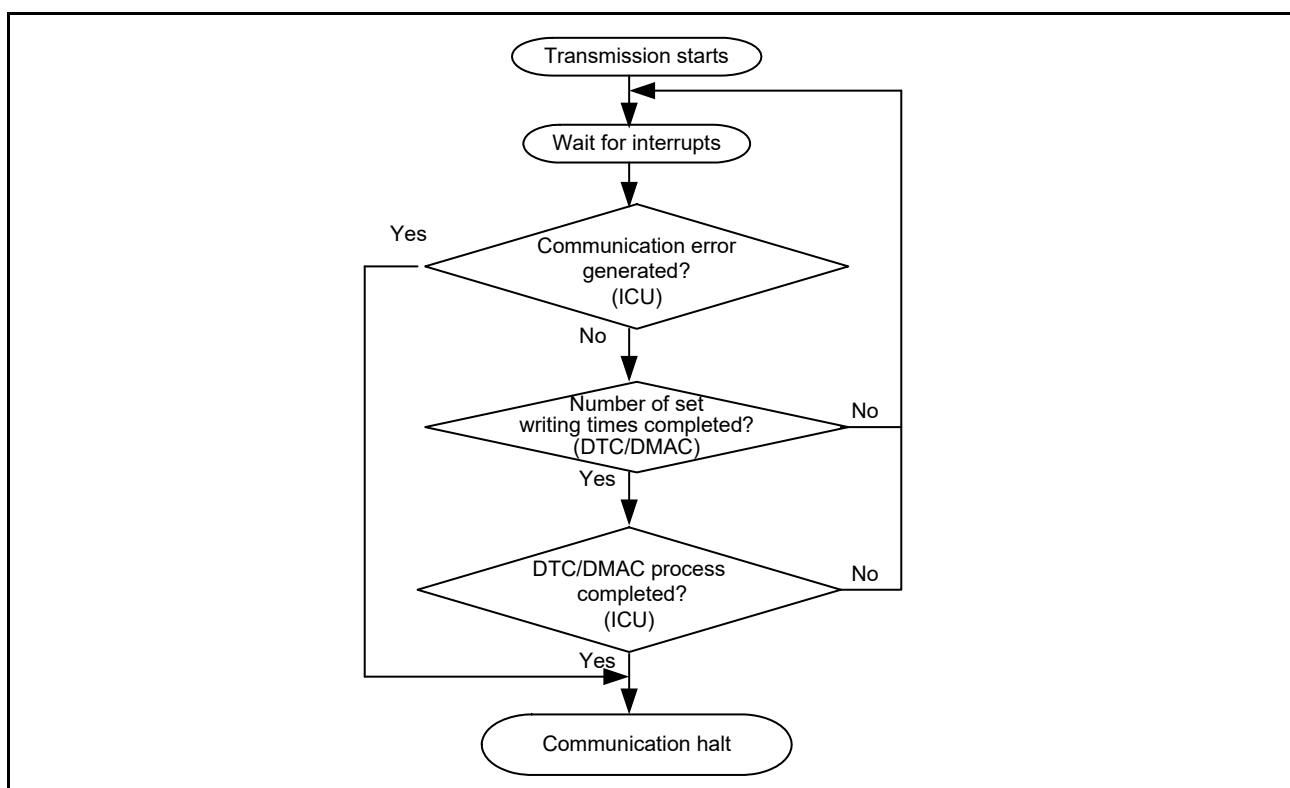 Transmission starts
Wait for interrupts
Yes
Communication error
generated?
(ICU)
No
Number of set
writing times completed?
(DTC/DMAC)
No
Yes
DTC/DMAC process
completed?
(ICU)
No
Yes
Communication halt